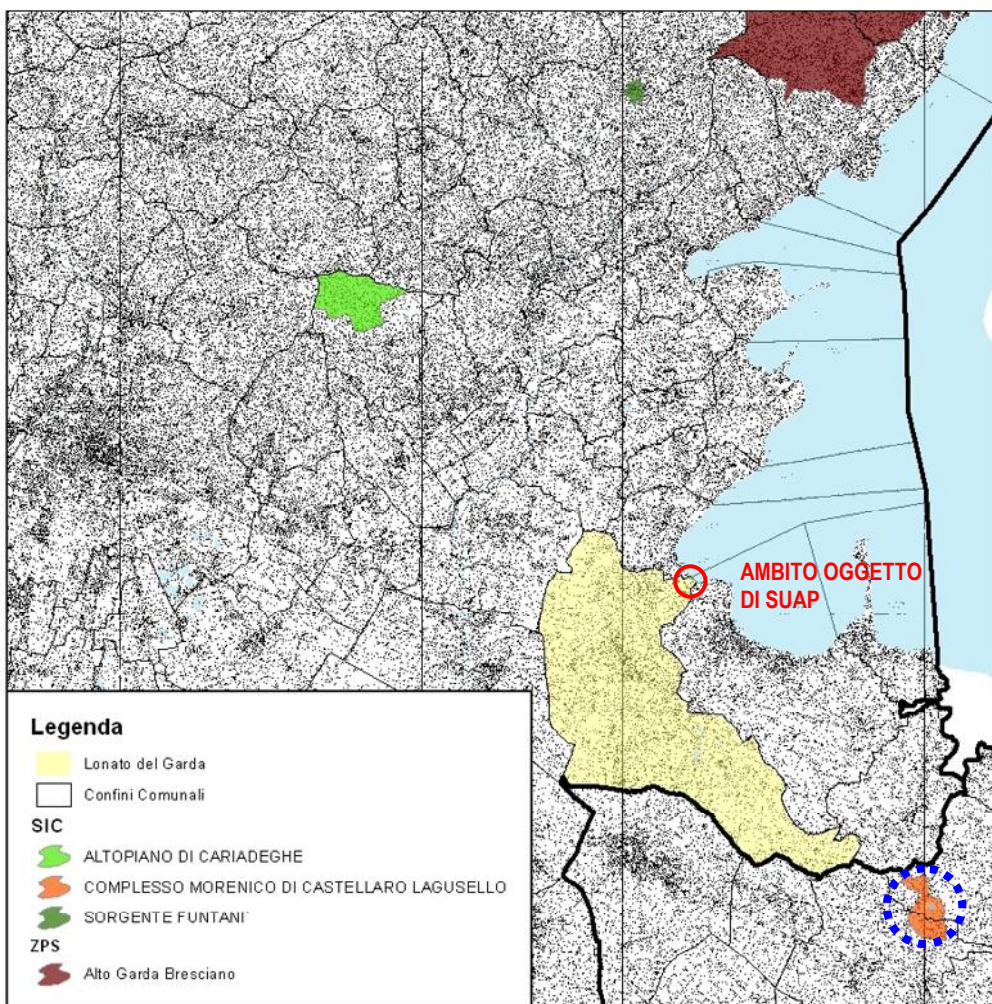 AMBITO OGGETTO
DI SUAP
Legenda
Lonato del Garda
Confini Comunali
SIC
ALTOPIANO DI CARIADEGHE
COMPLESSO MORENICO DI CASTELLARO LAGUSELLO
SORGENTE FUNTANI`
ZPS
Alto Garda Bresciano